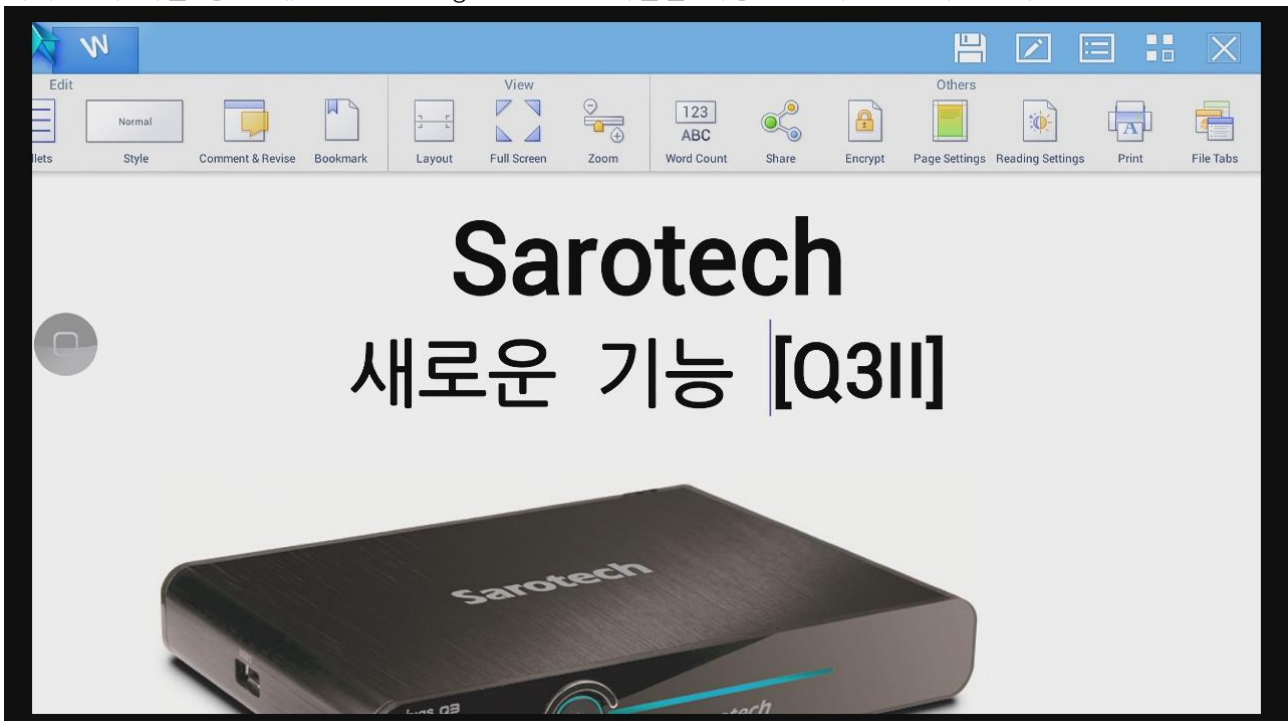 W
Edit View Others
Normal 123 ABC
Style Comment & Revise Bookmark Layout Full Screen Zoom Word Count Share Encrypt Page Settings Reading Settings Print File Tabs
Sarotech
새로운 기능 [Q3II]
Sarotech